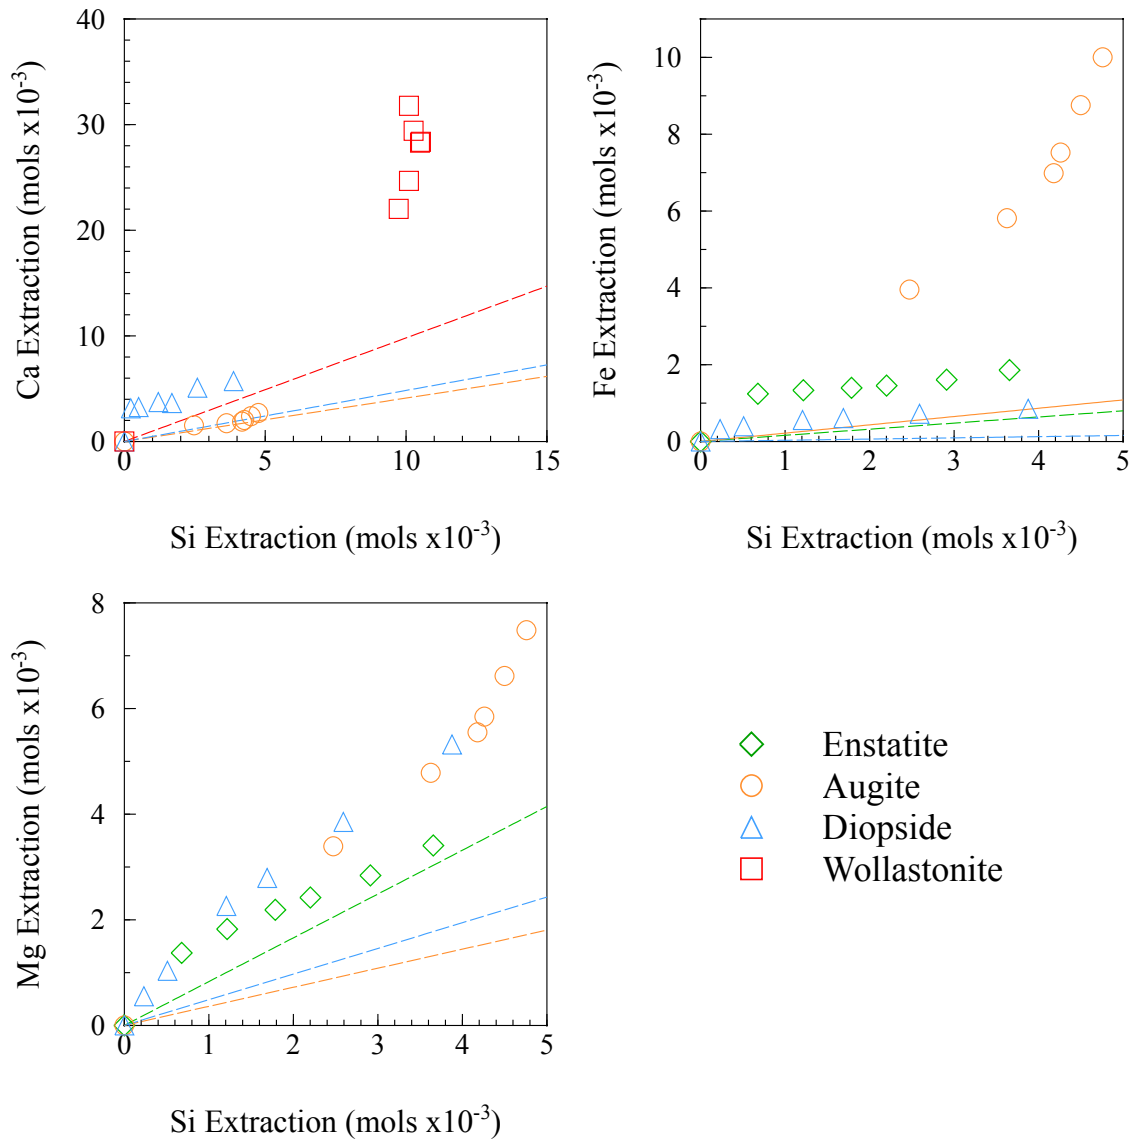 40
30
20
10
0
Ca Extraction (mols x10-3)
0 5 10 15
Si Extraction (mols x10-3)
10
8
6
4
2
0
Fe Extraction (mols x10-3)
0 1 2 3 4 5
Si Extraction (mols x10-3)
8
6
4
2
0
Mg Extraction (mols x10-3)
0 1 2 3 4 5
Si Extraction (mols x10-3)
Enstatite
Augite
Diopside
Wollastonite